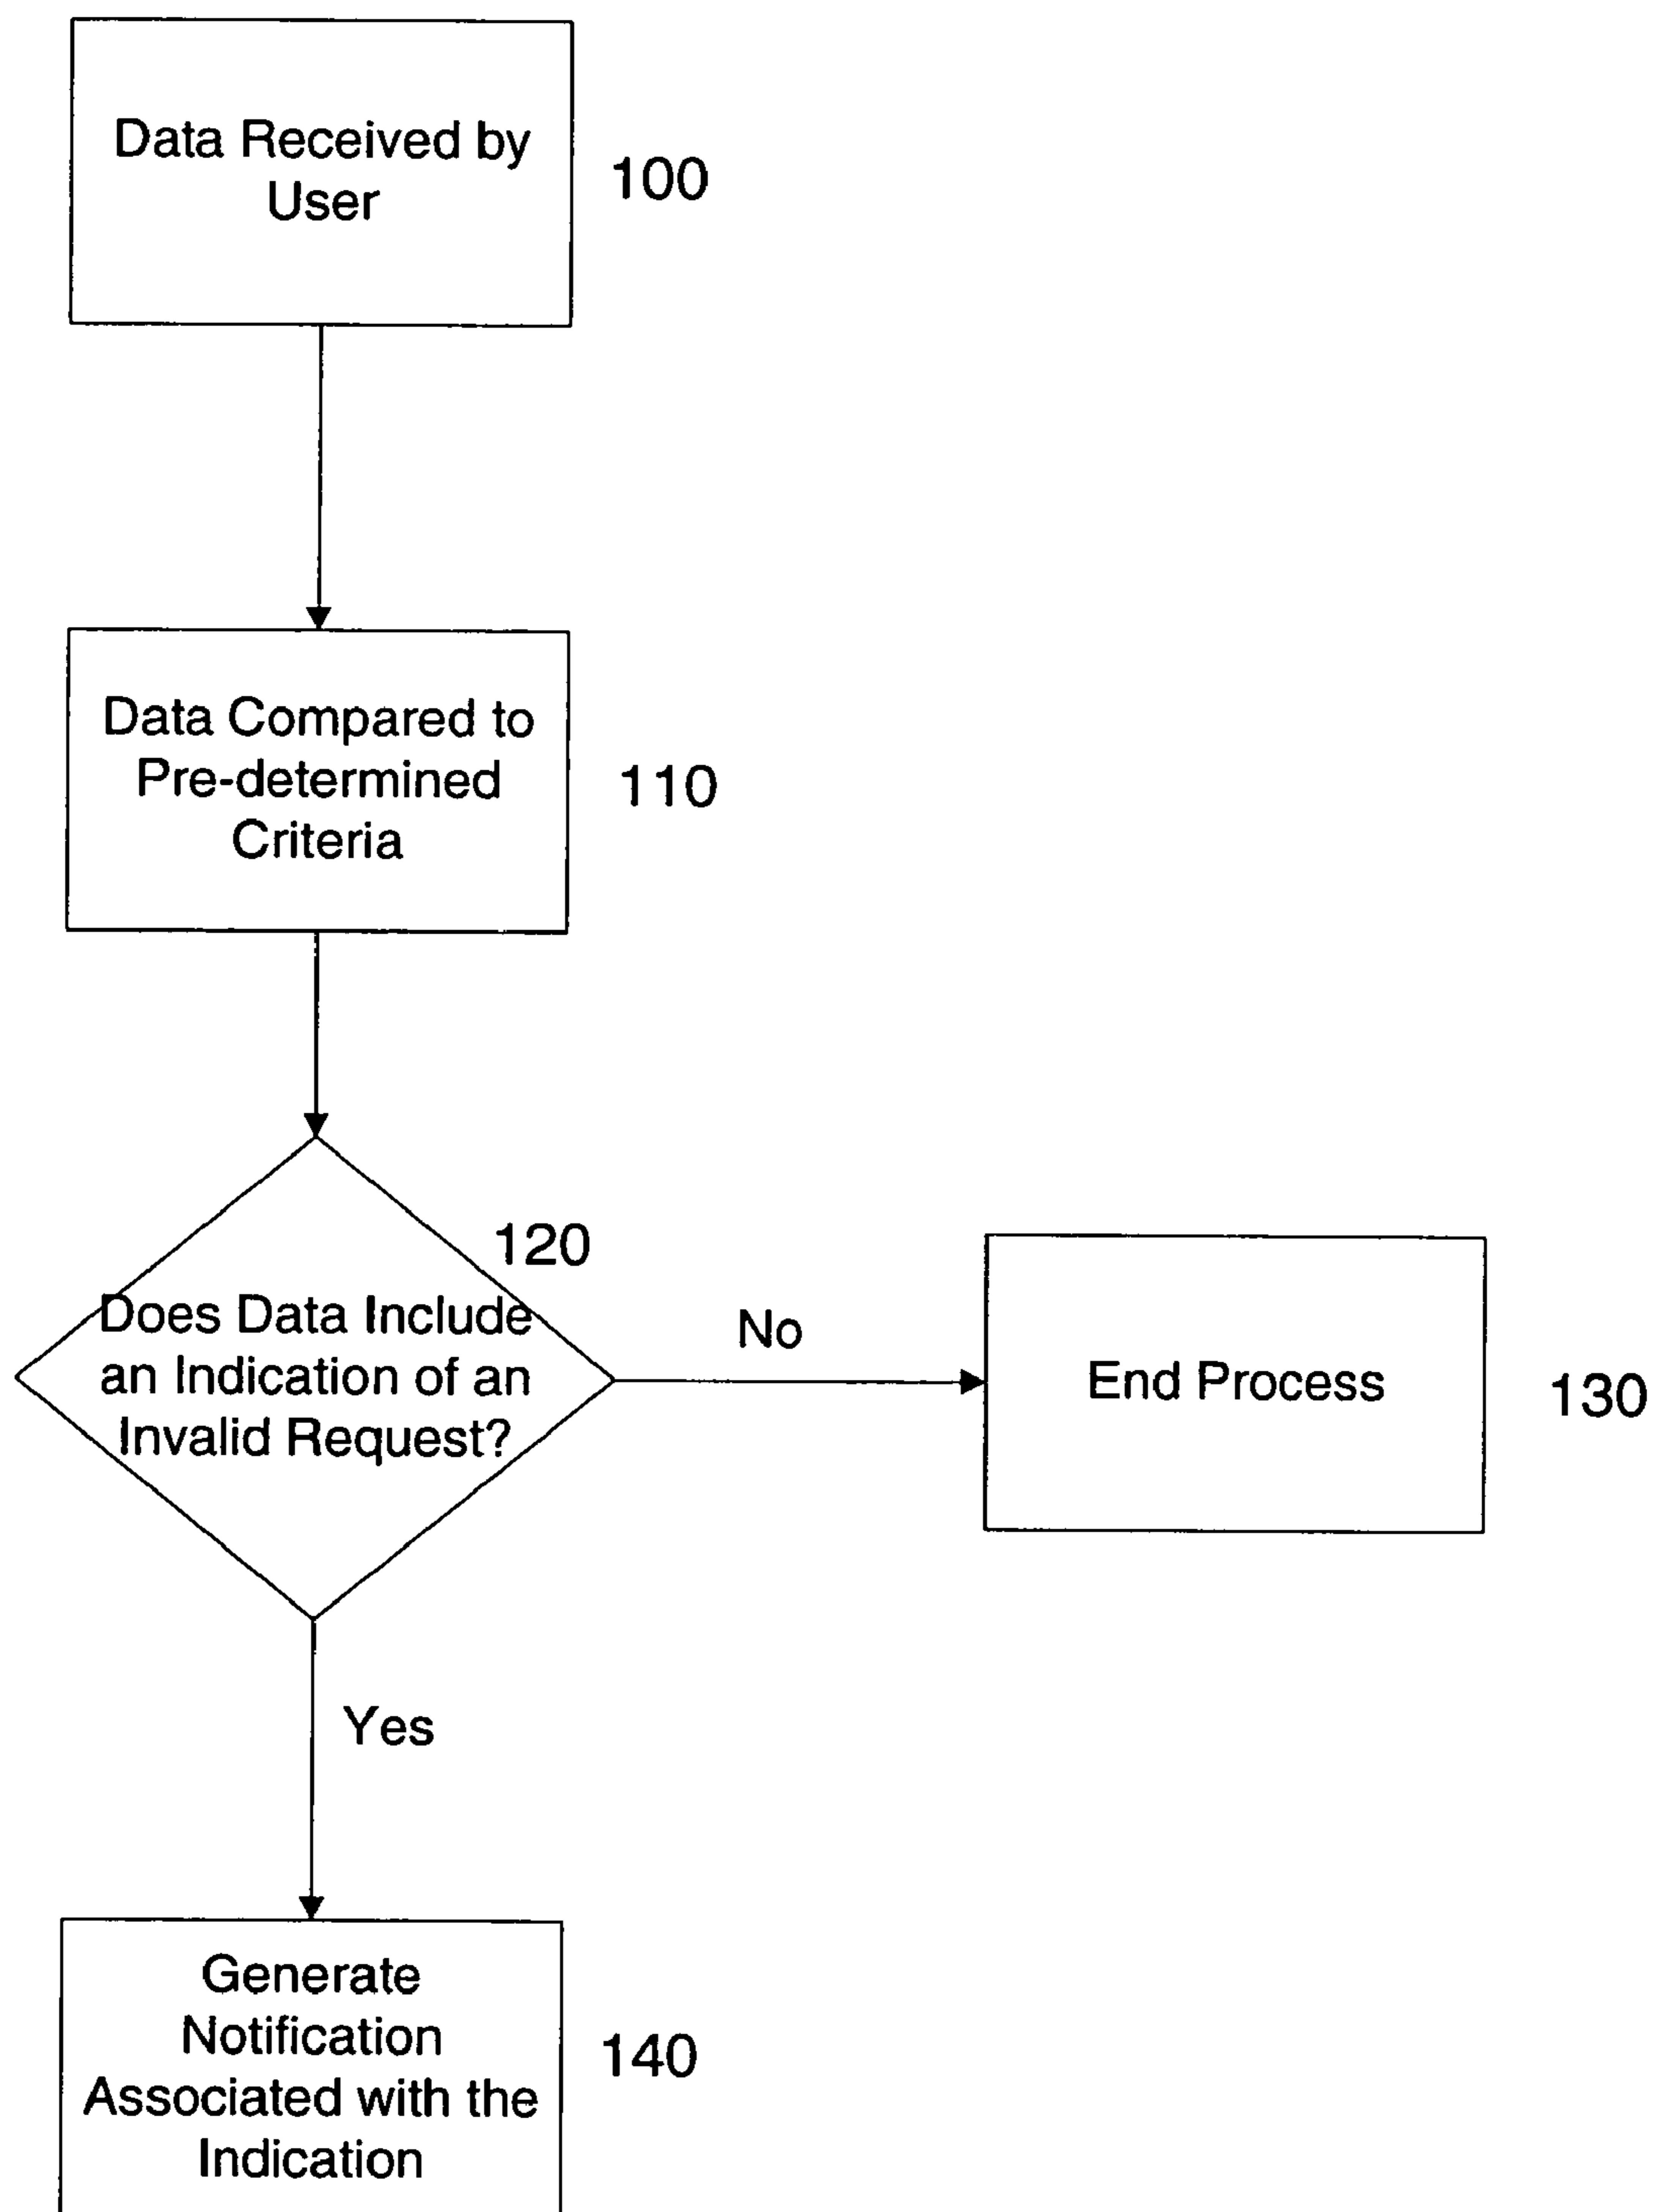 Data Received by
User
100
Data Compared to
Pre-determined
Criteria
110
120
Does Data Include
an Indication of an
Invalid Request?
No
End Process
130
Yes
Generate
Notification
Associated with the
Indication
140